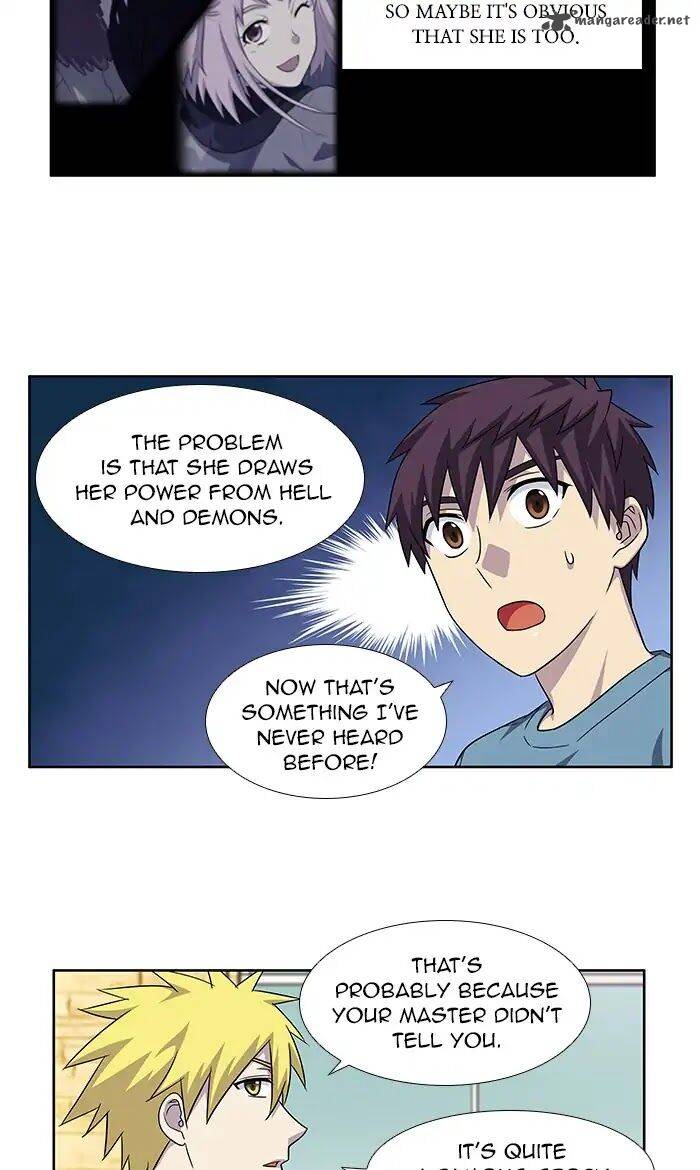 mangareader.net
SO MAYBE IT'S OBVIOUS
THAT SHE IS TOO.
THE PROBLEM
IS THAT SHE DRAWS
HER POWER FROM HELL
AND DEMONS.
NOW THAT'S
SOMETHING I'VE
NEVER HEARD
BEFORE!
THAT'S
PROBABLY BECAUSE
YOUR MASTER DIDN'T
TELL YOU.
IT'S QUITE